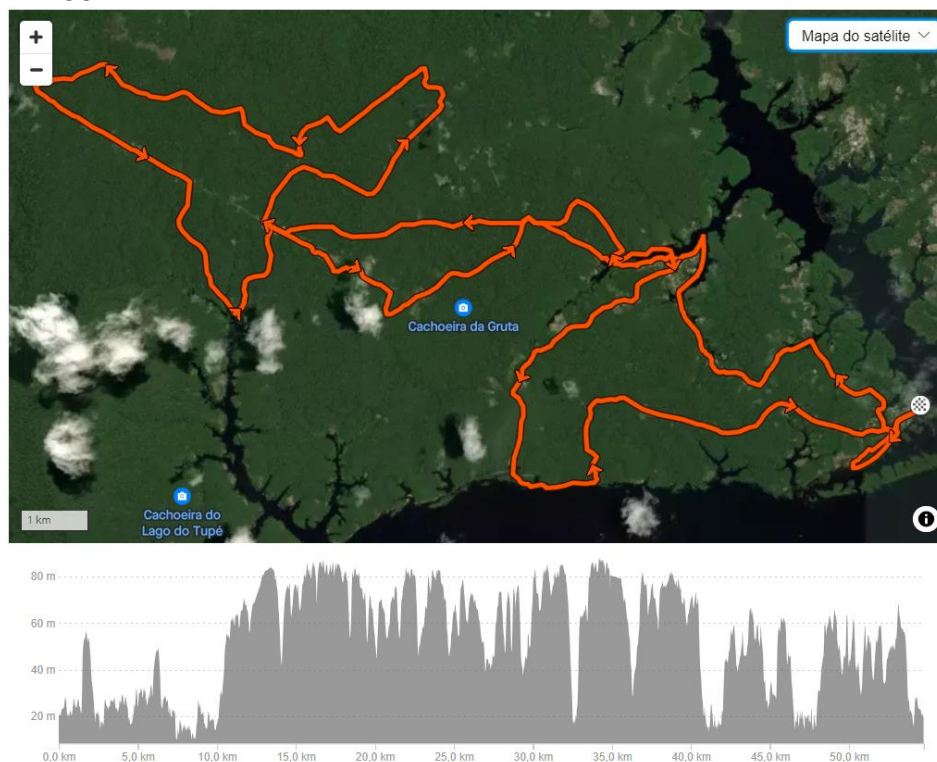 +
Mapa do satélite
−
Cachoeira da Gruta
Cachoeira do
Lago do Tupé
1 km
i
80 m
60 m
40 m
20 m
0,0 km 5,0 km 10,0 km 15,0 km 20,0 km 25,0 km 30,0 km 35,0 km 40,0 km 45,0 km 50,0 km